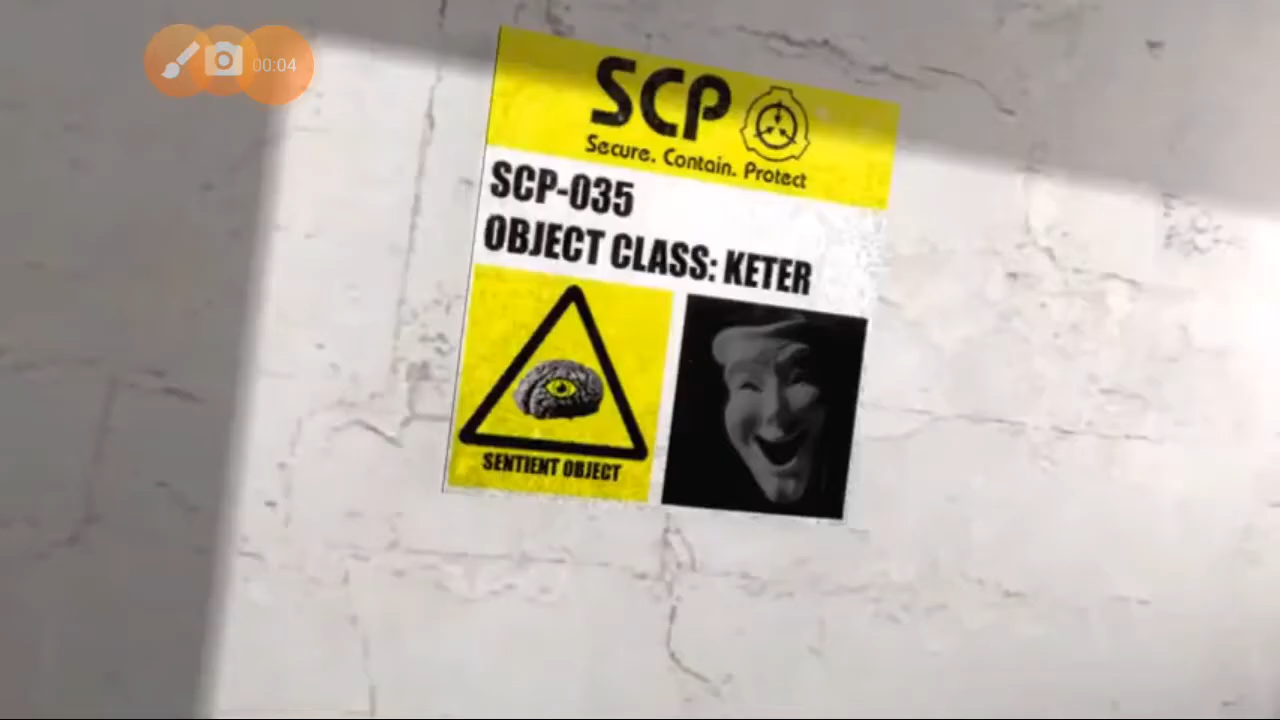 00:04
SCP
Secure. Contain. Protect
SCP-035
OBJECT CLASS: KETER
SENTIENT OBJECT